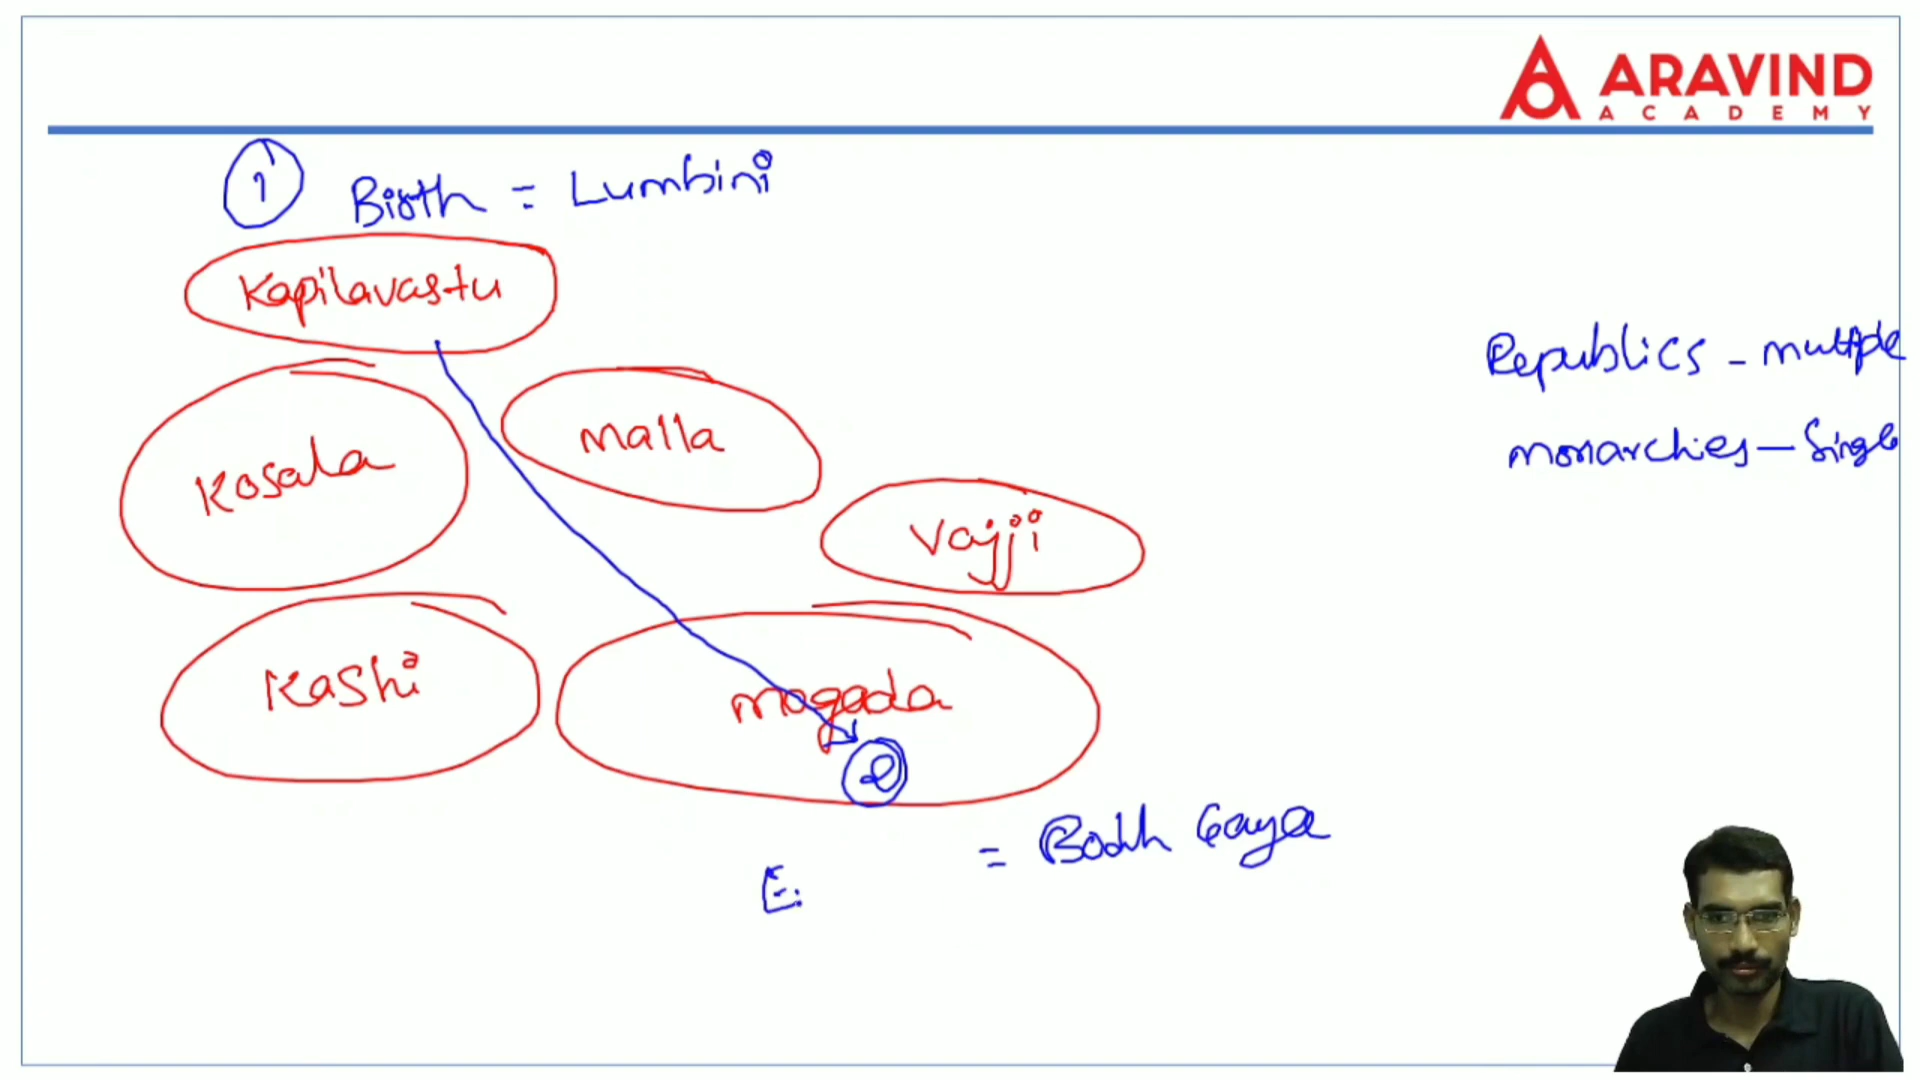 ARAVIND
ACADEMY
1 Birth = Lumbini
Kapilavastu
Republics - multiple
Kosala
Malla
monarchies - Single
Vajji
Kashi
magada
2
= Bodh Gaya
E.